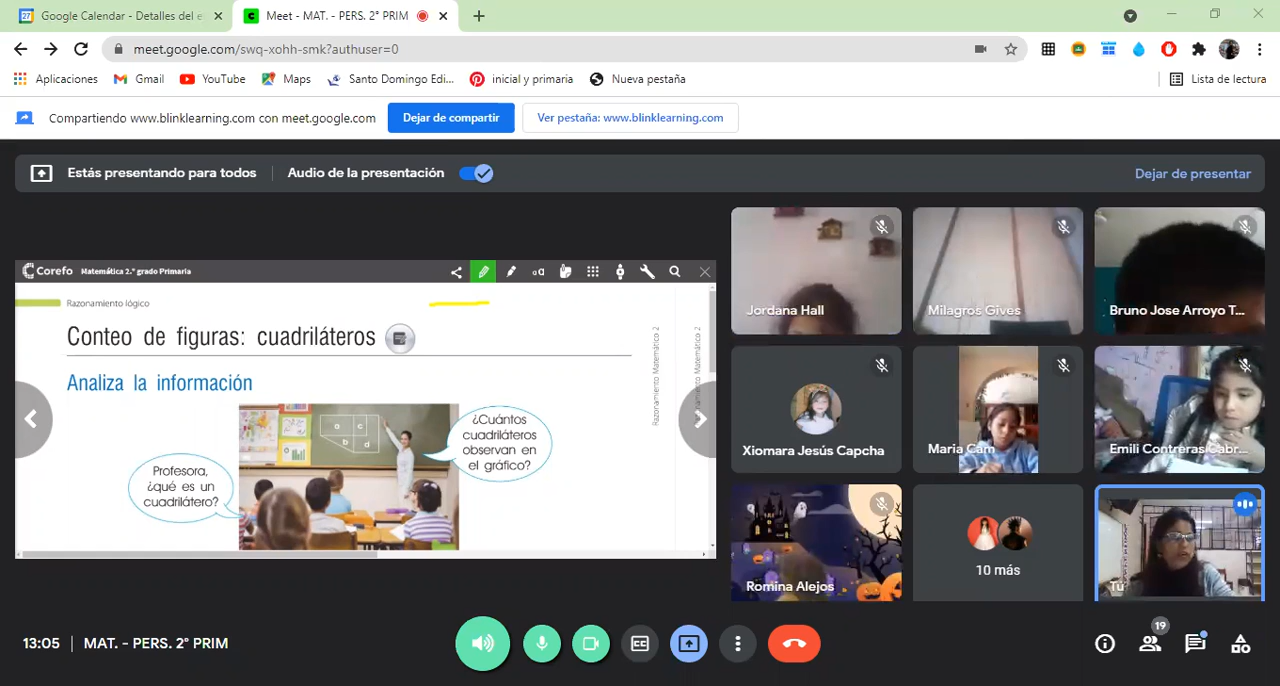 Google Calendar - Detalles del e
Meet - MAT. - PERS. 2° PRIM
meet.google.com/swq-xohh-smk?authuser=0
Aplicaciones
Gmail
YouTube
Maps
Santo Domingo Edi...
inicial y primaria
Nueva pestaña
Lista de lectura
Compartiendo www.blinklearning.com con meet.google.com
Dejar de compartir
Ver pestaña: www.blinklearning.com
Estás presentando para todos
Audio de la presentación
Dejar de presentar
Corefo Matemática 2.° grado Primaria
aa
Razonamiento lógico
Conteo de figuras: cuadriláteros
Analiza la información
a c
b d
¿Cuántos
cuadriláteros
observan en
el gráfico?
Profesora,
¿qué es un
cuadrilátero?
Razonamiento Matemático 2
Razonamiento Matemático 2
Jordana Hall
Milagros Gives
Bruno Jose Arroyo T...
Xiomara Jesús Capcha
Maria Cam
Emili Contreras Cabr...
Romina Alejos
10 más
Tú
13:05
MAT. - PERS. 2° PRIM
19